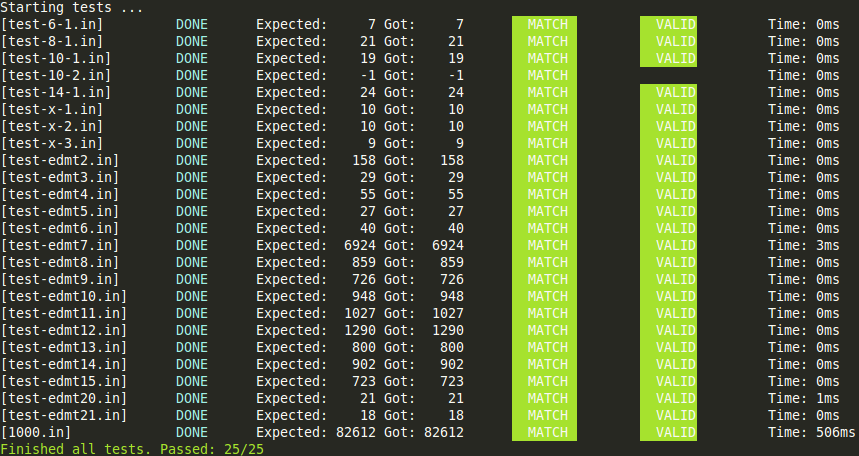 Starting tests ...
[test-6-1.in] DONE Expected: 7 Got: 7 MATCH VALID Time: 0ms
[test-8-1.in] DONE Expected: 21 Got: 21 MATCH VALID Time: 0ms
[test-10-1.in] DONE Expected: 19 Got: 19 MATCH VALID Time: 0ms
[test-10-2.in] DONE Expected: -1 Got: -1 MATCH Time: 0ms
[test-14-1.in] DONE Expected: 24 Got: 24 MATCH VALID Time: 0ms
[test-x-1.in] DONE Expected: 10 Got: 10 MATCH VALID Time: 0ms
[test-x-2.in] DONE Expected: 10 Got: 10 MATCH VALID Time: 0ms
[test-x-3.in] DONE Expected: 9 Got: 9 MATCH VALID Time: 0ms
[test-edmt2.in] DONE Expected: 158 Got: 158 MATCH VALID Time: 0ms
[test-edmt3.in] DONE Expected: 29 Got: 29 MATCH VALID Time: 0ms
[test-edmt4.in] DONE Expected: 55 Got: 55 MATCH VALID Time: 0ms
[test-edmt5.in] DONE Expected: 27 Got: 27 MATCH VALID Time: 0ms
[test-edmt6.in] DONE Expected: 40 Got: 40 MATCH VALID Time: 0ms
[test-edmt7.in] DONE Expected: 6924 Got: 6924 MATCH VALID Time: 3ms
[test-edmt8.in] DONE Expected: 859 Got: 859 MATCH VALID Time: 0ms
[test-edmt9.in] DONE Expected: 726 Got: 726 MATCH VALID Time: 0ms
[test-edmt10.in] DONE Expected: 948 Got: 948 MATCH VALID Time: 0ms
[test-edmt11.in] DONE Expected: 1027 Got: 1027 MATCH VALID Time: 0ms
[test-edmt12.in] DONE Expected: 1290 Got: 1290 MATCH VALID Time: 0ms
[test-edmt13.in] DONE Expected: 800 Got: 800 MATCH VALID Time: 0ms
[test-edmt14.in] DONE Expected: 902 Got: 902 MATCH VALID Time: 0ms
[test-edmt15.in] DONE Expected: 723 Got: 723 MATCH VALID Time: 0ms
[test-edmt20.in] DONE Expected: 21 Got: 21 MATCH VALID Time: 1ms
[test-edmt21.in] DONE Expected: 18 Got: 18 MATCH VALID Time: 0ms
[1000.in] DONE Expected: 82612 Got: 82612 MATCH VALID Time: 506ms
Finished all tests. Passed: 25/25